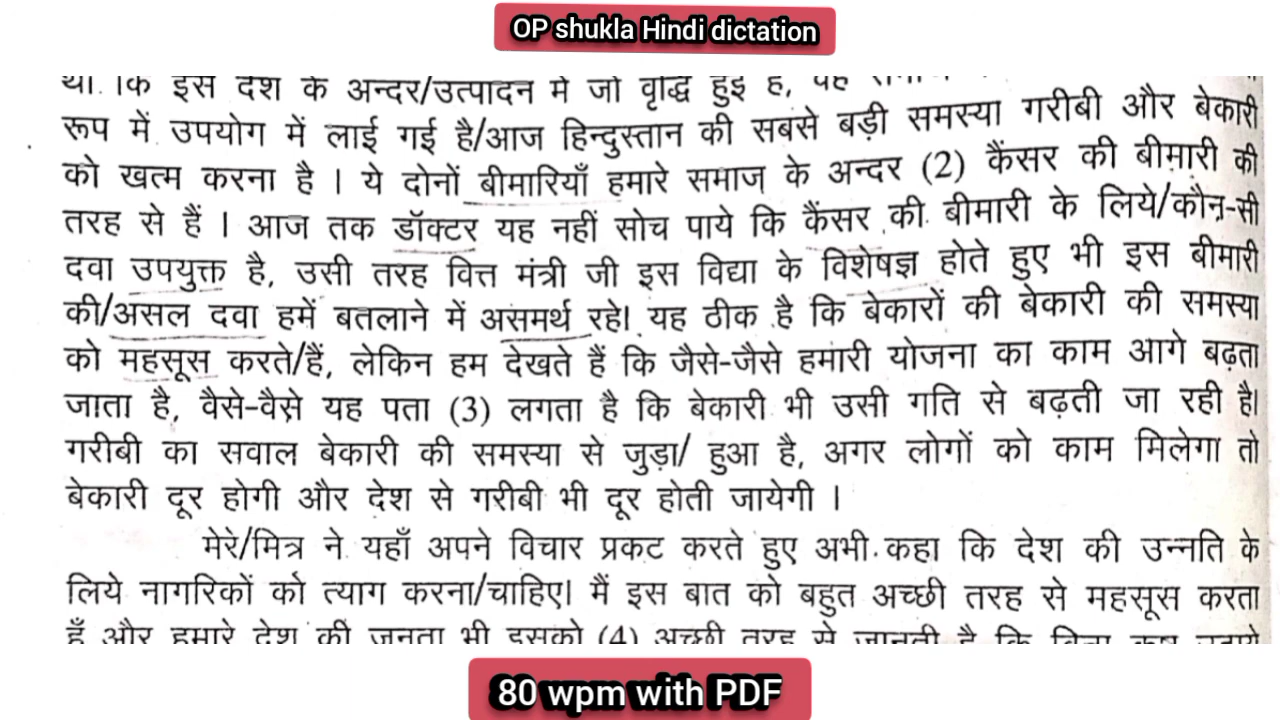 OP shukla Hindi dictation
था कि इस देश के अन्दर/उत्पादन में जो वृद्धि हुई है, वह
रूप में उपयोग में लाई गई है/आज हिन्दुस्तान की सबसे बड़ी समस्या गरीबी और बेकारी
को खत्म करना है । ये दोनों बीमारियाँ हमारे समाज के अन्दर (2) कैंसर की बीमारी की
तरह से हैं । आज तक डॉक्टर यह नहीं सोच पाये कि कैंसर की बीमारी के लिये/कौन-सी
दवा उपयुक्त है, उसी तरह वित्त मंत्री जी इस विद्या के विशेषज्ञ होते हुए भी इस बीमारी
की/असल दवा हमें बतलाने में असमर्थ रहे। यह ठीक है कि बेकारों की बेकारी की समस्या
को महसूस करते/हैं, लेकिन हम देखते हैं कि जैसे-जैसे हमारी योजना का काम आगे बढ़ता
जाता है, वैसे-वैसे यह पता (3) लगता है कि बेकारी भी उसी गति से बढ़ती जा रही है।
गरीबी का सवाल बेकारी की समस्या से जुड़ा/ हुआ है, अगर लोगों को काम मिलेगा तो
बेकारी दूर होगी और देश से गरीबी भी दूर होती जायेगी ।
मेरे/मित्र ने यहाँ अपने विचार प्रकट करते हुए अभी कहा कि देश की उन्नति के
लिये नागरिकों को त्याग करना/चाहिए। मैं इस बात को बहुत अच्छी तरह से महसूस करता
हूँ और हमारे देश की जनता भी इसको (4) अच्छी तरह से जानती है कि बिना
80 wpm with PDF